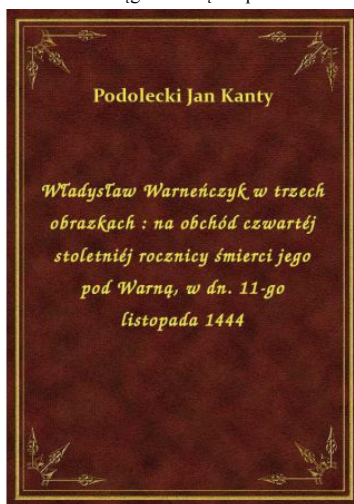 Podolecki Jan Kanty
Władysław Warneńczyk w trzech
obrazkach : na obchód czwartéj
stoletniéj rocznicy śmierci jego
pod Warną, w dn. 11-go
listopada 1444